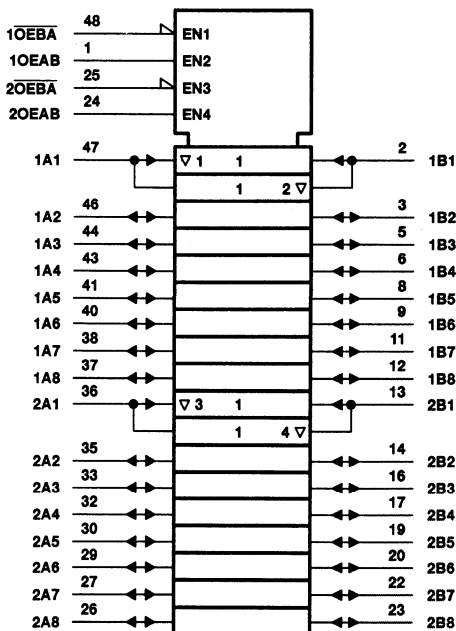 1O̅E̅B̅A̅ 48 EN1
1OEAB 1 EN2
2O̅E̅B̅A̅ 25 EN3
2OEAB 24 EN4
1A1 47 ▽ 1 1 2 1B1
1 2 ▽
1A2 46 3 1B2
1A3 44 5 1B3
1A4 43 6 1B4
1A5 41 8 1B5
1A6 40 9 1B6
1A7 38 11 1B7
1A8 37 12 1B8
2A1 36 ▽ 3 1 13 2B1
1 4 ▽
2A2 35 14 2B2
2A3 33 16 2B3
2A4 32 17 2B4
2A5 30 19 2B5
2A6 29 20 2B6
2A7 27 22 2B7
2A8 26 23 2B8